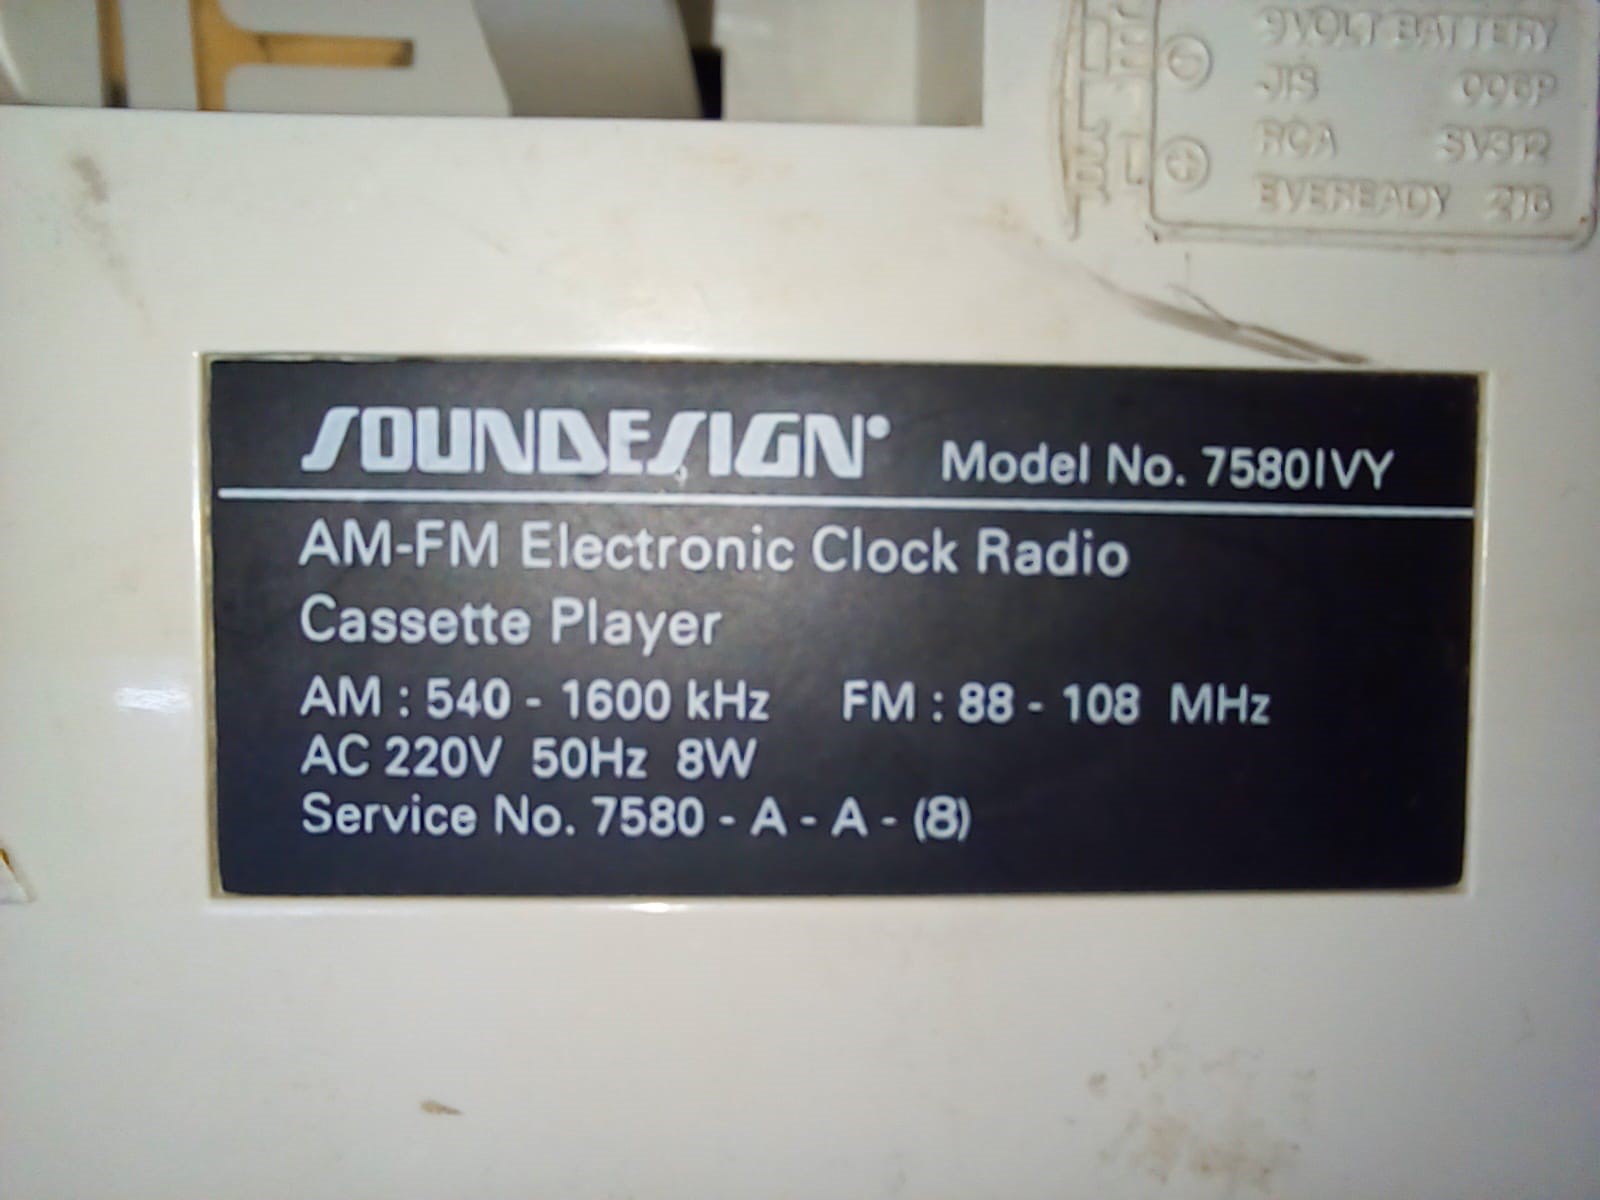 9VOLT BATTERY
JIS 006P
RCA
EVEREADY 216
SOUNDESIGN Model No. 7580IVY
AM-FM Electronic Clock Radio
Cassette Player
AM : 540 - 1600 kHz FM : 88 - 108 MHz
AC 220V 50Hz 8W
Service No. 7580 - A - A - (8)